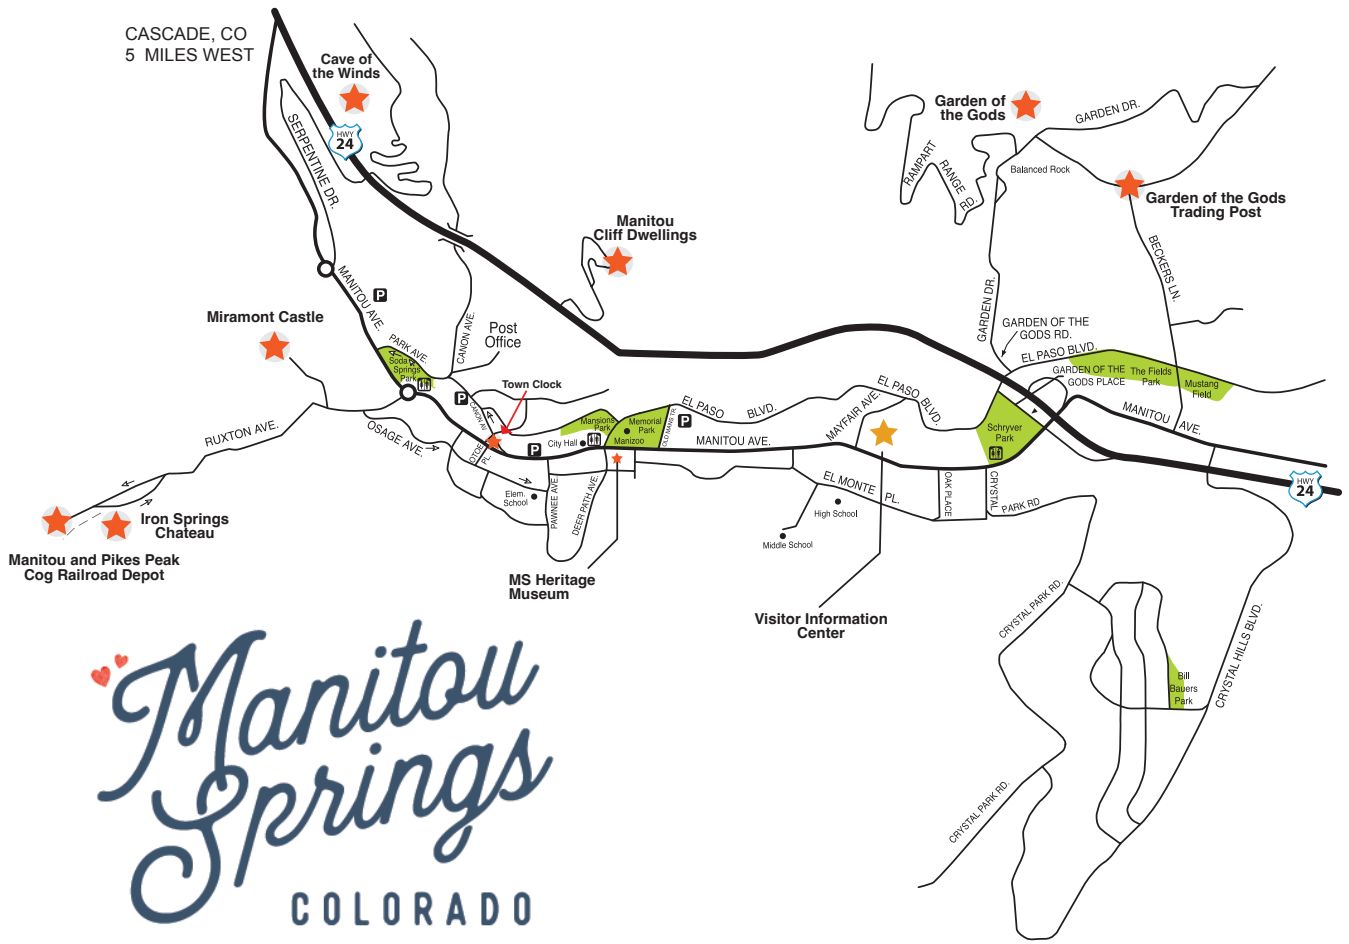 CASCADE, CO
5 MILES WEST
Cave of
the Winds
HWY
24
SERPENTINE DR.
Garden of
the Gods
GARDEN DR.
RAMPART
RANGE
RD.
Balanced Rock
Garden of the Gods
Trading Post
Manitou
Cliff Dwellings
BECKERS LN.
MANITOU AVE.
P
GARDEN DR.
Miramont Castle
PARK AVE.
CANON AVE.
Post
Office
GARDEN OF THE
GODS RD.
EL PASO BLVD.
Soda
Springs
Park
GARDEN OF THE
GODS PLACE
The Fields
Park
Mustang
Field
Town Clock
P
CANON AV.
EL PASO
BLVD.
MAYFAIR AVE.
EL PASO
BLVD.
MANITOU
AVE.
RUXTON AVE.
OSAGE AVE.
OTOE
PL.
P
City Hall
Mansions
Park
Memorial
Park
Manizoo
OLD MANS TR.
P
MANITOU AVE.
Schryver
Park
Elem.
School
PAWNEE AVE.
DEER PATH AVE.
EL MONTE
PL.
OAK PLACE
CRYSTAL
PARK RD
HWY
24
High School
Middle School
Iron Springs
Chateau
Manitou and Pikes Peak
Cog Railroad Depot
MS Heritage
Museum
Visitor Information
Center
CRYSTAL PARK RD.
CRYSTAL HILLS BLVD.
Bill
Bauers
Park
CRYSTAL PARK RD.
Manitou
Springs
COLORADO